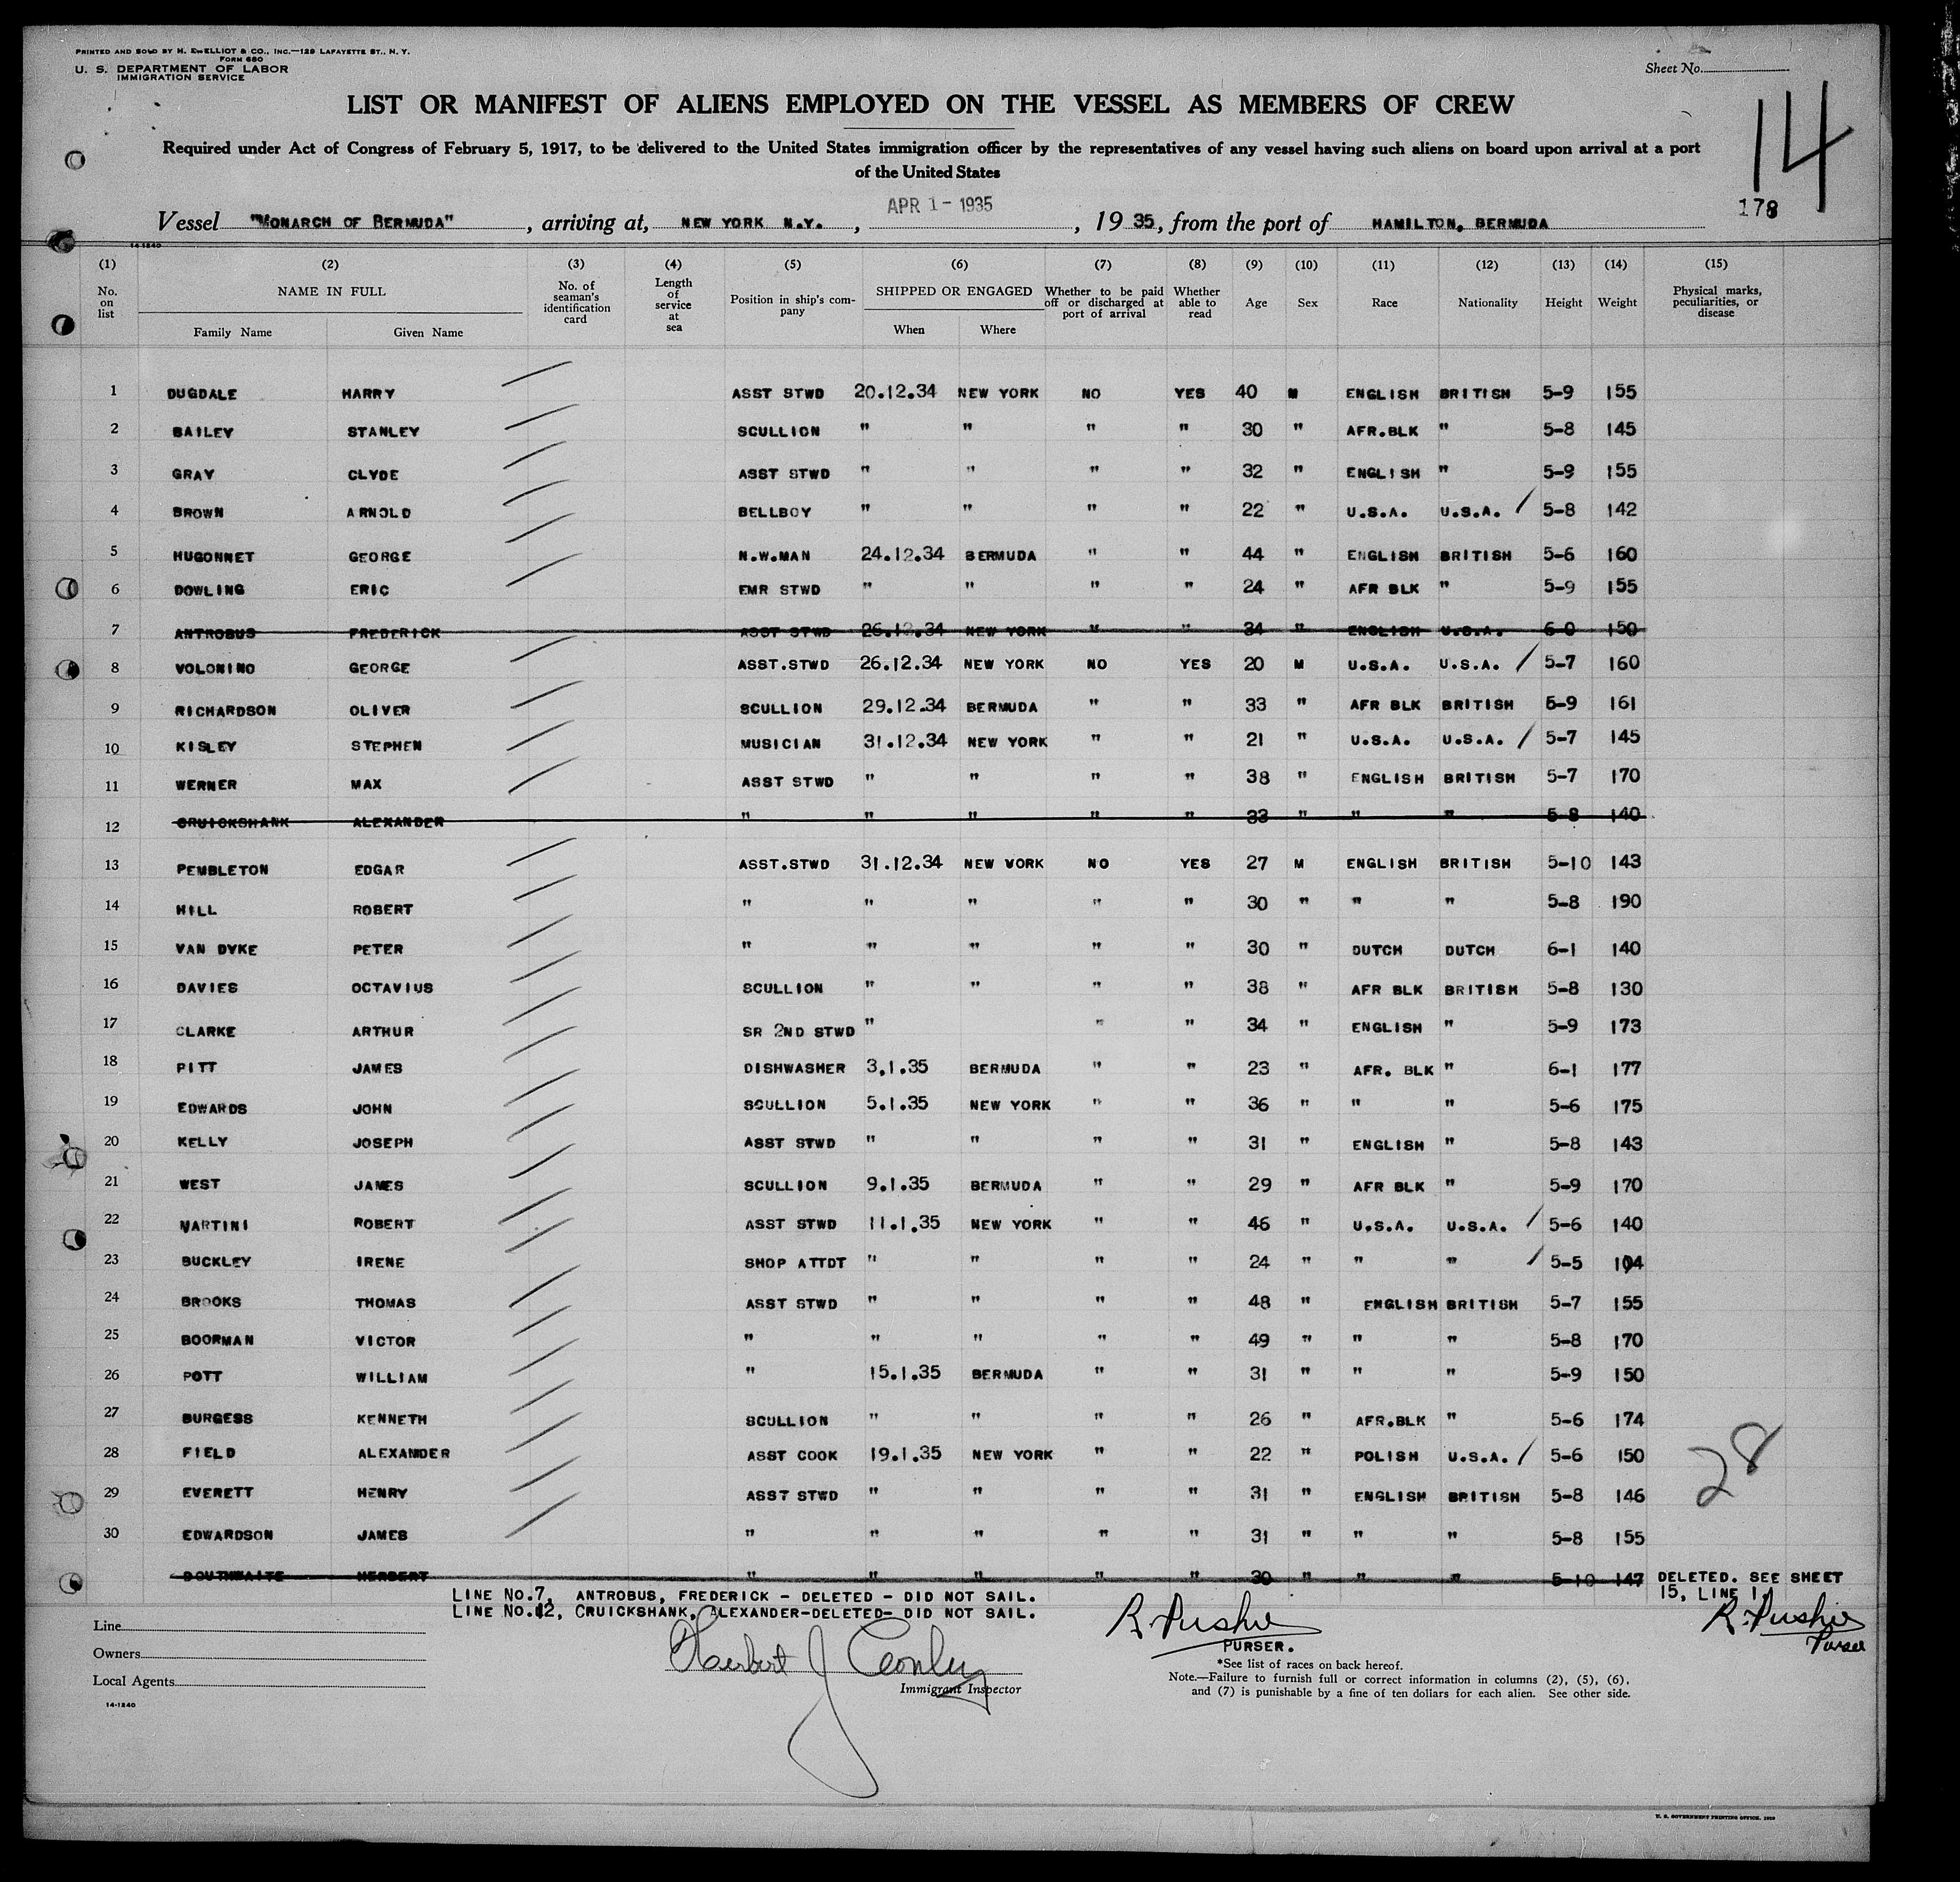 PRINTED AND SOLD BY H. E. ELLIOT & CO., INC.—129 LAFAYETTE ST., N. Y.
FORM 680
U. S. DEPARTMENT OF LABOR
IMMIGRATION SERVICE
Sheet No.
14
LIST OR MANIFEST OF ALIENS EMPLOYED ON THE VESSEL AS MEMBERS OF CREW
Required under Act of Congress of February 5, 1917, to be delivered to the United States immigration officer by the representatives of any vessel having such aliens on board upon arrival at a port
of the United States
178
Vessel "MONARCH OF BERMUDA", arriving at, NEW YORK N.Y., APR 1 - 1935, 19 35, from the port of HAMILTON, BERMUDA
14-1240
(1) (2) (3) (4) (5) (6) (7) (8) (9) (10) (11) (12) (13) (14) (15)
No. on list NAME IN FULL Family Name Given Name No. of seaman's identification card Length of service at sea Position in ship's company SHIPPED OR ENGAGED When Where Whether to be paid off or discharged at port of arrival Whether able to read Age Sex Race Nationality Height Weight Physical marks, peculiarities, or disease
1 DUGDALE HARRY ASST STWD 20.12.34 NEW YORK NO YES 40 M ENGLISH BRITISH 5-9 155
2 BAILEY STANLEY SCULLION " " " " 30 " AFR.BLK " 5-8 145
3 GRAY CLYDE ASST STWD " " " " 32 " ENGLISH " 5-9 155
4 BROWN ARNOLD BELLBOY " " " " 22 " U.S.A. U.S.A. / 5-8 142
5 HUGONNET GEORGE N.W.MAN 24.12.34 BERMUDA " " 44 " ENGLISH BRITISH 5-6 160
6 DOWLING ERIC EMR STWD " " " " 24 " AFR BLK " 5-9 155
7 ANTROBUS FREDERICK ASST STWD 26.12.34 NEW YORK " " 34 " ENGLISH U.S.A. 6-0 150
8 VOLONINO GEORGE ASST.STWD 26.12.34 NEW YORK NO YES 20 M U.S.A. U.S.A. / 5-7 160
9 RICHARDSON OLIVER SCULLION 29.12.34 BERMUDA " " 33 " AFR BLK BRITISH 5-9 161
10 KISLEY STEPHEN MUSICIAN 31.12.34 NEW YORK " " 21 " U.S.A. U.S.A. / 5-7 145
11 WERNER MAX ASST STWD " " " " 38 " ENGLISH BRITISH 5-7 170
12 CRUICKSHANK ALEXANDER " " " " " 33 " " " 5-8 140
13 PEMBLETON EDGAR ASST.STWD 31.12.34 NEW YORK NO YES 27 M ENGLISH BRITISH 5-10 143
14 HILL ROBERT " " " " " 30 " " " 5-8 190
15 VAN DYKE PETER " " " " " 30 " DUTCH DUTCH 6-1 140
16 DAVIES OCTAVIUS SCULLION " " " " 38 " AFR BLK BRITISH 5-8 130
17 CLARKE ARTHUR SR 2ND STWD " " " 34 " ENGLISH " 5-9 173
18 PITT JAMES DISHWASHER 3.1.35 BERMUDA " " 23 " AFR. BLK " 6-1 177
19 EDWARDS JOHN SCULLION 5.1.35 NEW YORK " " 36 " " " 5-6 175
20 KELLY JOSEPH ASST STWD " " " " 31 " ENGLISH " 5-8 143
21 WEST JAMES SCULLION 9.1.35 BERMUDA " " 29 " AFR BLK " 5-9 170
22 MARTINI ROBERT ASST STWD 11.1.35 NEW YORK " " 46 " U.S.A. U.S.A. / 5-6 140
23 BUCKLEY IRENE SHOP ATTDT " " " " 24 " " " / 5-5 104
24 BROOKS THOMAS ASST STWD " " " " 48 " ENGLISH BRITISH 5-7 155
25 BOORMAN VICTOR " " " " " 49 " " " 5-8 170
26 POTT WILLIAM " 15.1.35 BERMUDA " " 31 " " " 5-9 150
27 BURGESS KENNETH SCULLION " " " " 26 " AFR.BLK " 5-6 174
28 FIELD ALEXANDER ASST COOK 19.1.35 NEW YORK " " 22 " POLISH U.S.A. / 5-6 150
28
29 EVERETT HENRY ASST STWD " " " " 31 " ENGLISH BRITISH 5-8 146
30 EDWARDSON JAMES " " " " " 31 " " " 5-8 155
DOUTHWAITE HERBERT " " " " " 30 " " " 5-10 147 DELETED. SEE SHEET
15, LINE 1.
LINE NO.7, ANTROBUS, FREDERICK - DELETED - DID NOT SAIL.
LINE NO.12, CRUICKSHANK, ALEXANDER-DELETED- DID NOT SAIL.
R. Pushie
PURSER.
R. Pushie
Purser
Line
Owners
Local Agents
14-1240
Herbert J Conley
Immigrant Inspector
*See list of races on back hereof.
Note.—Failure to furnish full or correct information in columns (2), (5), (6),
and (7) is punishable by a fine of ten dollars for each alien. See other side.
U. S. GOVERNMENT PRINTING OFFICE.